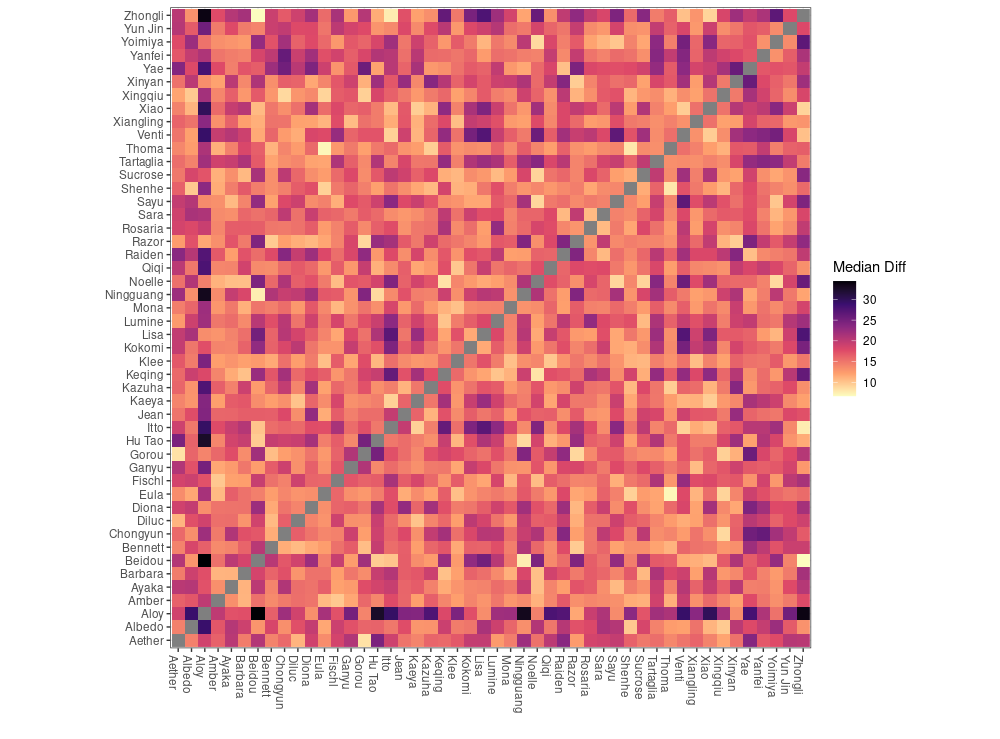 Zhongli
Yun Jin
Yoimiya
Yanfei
Yae
Xinyan
Xingqiu
Xiao
Xiangling
Venti
Thoma
Tartaglia
Sucrose
Shenhe
Sayu
Sara
Rosaria
Razor
Raiden
Qiqi
Noelle
Ningguang
Mona
Lumine
Lisa
Kokomi
Klee
Keqing
Kazuha
Kaeya
Jean
Itto
Hu Tao
Gorou
Ganyu
Fischl
Eula
Diona
Diluc
Chongyun
Bennett
Beidou
Barbara
Ayaka
Amber
Aloy
Albedo
Aether
Aether
Albedo
Aloy
Amber
Ayaka
Barbara
Beidou
Bennett
Chongyun
Diluc
Diona
Eula
Fischl
Ganyu
Gorou
Hu Tao
Itto
Jean
Kaeya
Kazuha
Keqing
Klee
Kokomi
Lisa
Lumine
Mona
Ningguang
Noelle
Qiqi
Raiden
Razor
Rosaria
Sara
Sayu
Shenhe
Sucrose
Tartaglia
Thoma
Venti
Xiangling
Xiao
Xingqiu
Xinyan
Yae
Yanfei
Yoimiya
Yun Jin
Zhongli
Median Diff
30
25
20
15
10